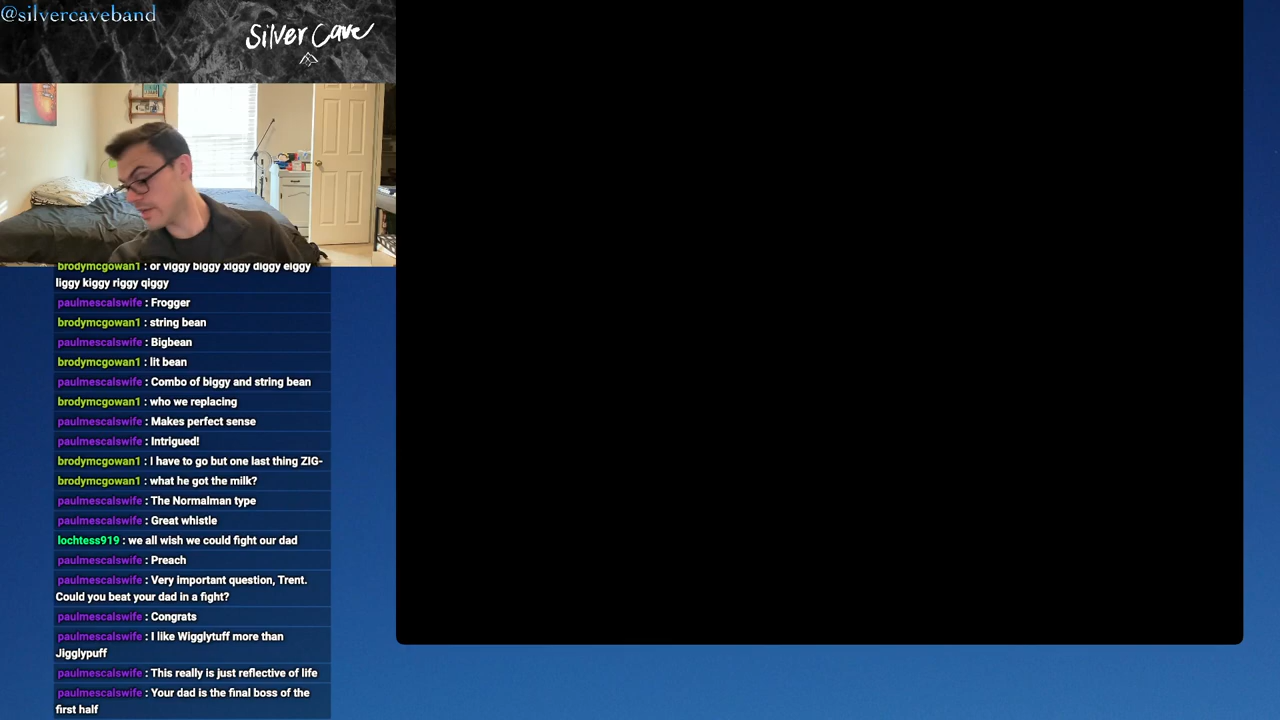 @silvercaveband
Silver Cave
brodymcgowan1 : or viggy biggy xiggy diggy eiggy
liggy kiggy riggy qiggy
paulmescalswife : Frogger
brodymcgowan1 : string bean
paulmescalswife : Bigbean
brodymcgowan1 : lit bean
paulmescalswife : Combo of biggy and string bean
brodymcgowan1 : who we replacing
paulmescalswife : Makes perfect sense
paulmescalswife : Intrigued!
brodymcgowan1 : I have to go but one last thing ZIG-
brodymcgowan1 : what he got the milk?
paulmescalswife : The Normalman type
paulmescalswife : Great whistle
lochtess919 : we all wish we could fight our dad
paulmescalswife : Preach
paulmescalswife : Very important question, Trent.
Could you beat your dad in a fight?
paulmescalswife : Congrats
paulmescalswife : I like Wigglytuff more than
Jigglypuff
paulmescalswife : This really is just reflective of life
paulmescalswife : Your dad is the final boss of the
first half